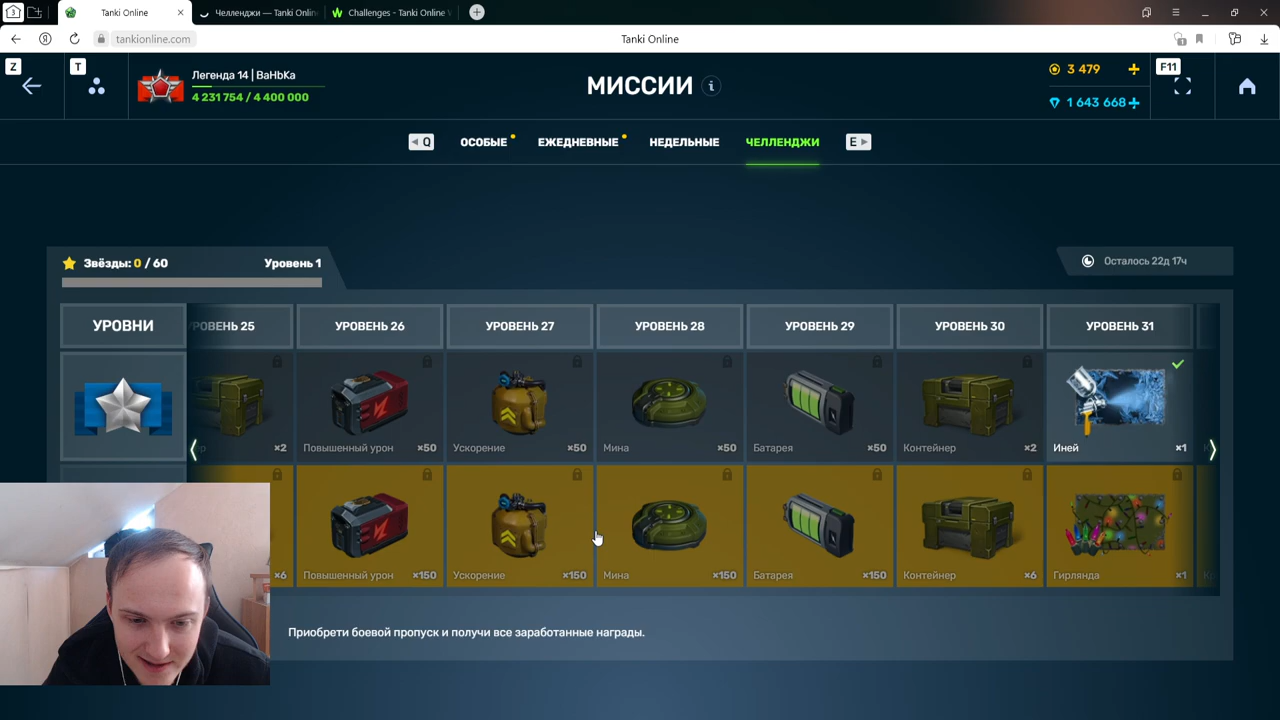 3
Tanki Online
Челленджи — Tanki Onlin
Challenges - Tanki Online
tankionline.com
Tanki Online
Z
T
Легенда 14 | BaHbKa
4 231 754 / 4 400 000
МИССИИ
i
3 479
1 643 668
F11
Q
ОСОБЫЕ
ЕЖЕДНЕВНЫЕ
НЕДЕЛЬНЫЕ
ЧЕЛЛЕНДЖИ
E
Звёзды: 0 / 60
Уровень 1
Осталось 22д 17ч
УРОВНИ
УРОВЕНЬ 25
УРОВЕНЬ 26
УРОВЕНЬ 27
УРОВЕНЬ 28
УРОВЕНЬ 29
УРОВЕНЬ 30
УРОВЕНЬ 31
×2
Повышенный урон ×50
Ускорение ×50
Мина ×50
Батарея ×50
Контейнер ×2
Иней ×1
×6
Повышенный урон ×150
Ускорение ×150
Мина ×150
Батарея ×150
Контейнер ×6
Гирлянда ×1
Приобрети боевой пропуск и получи все заработанные награды.